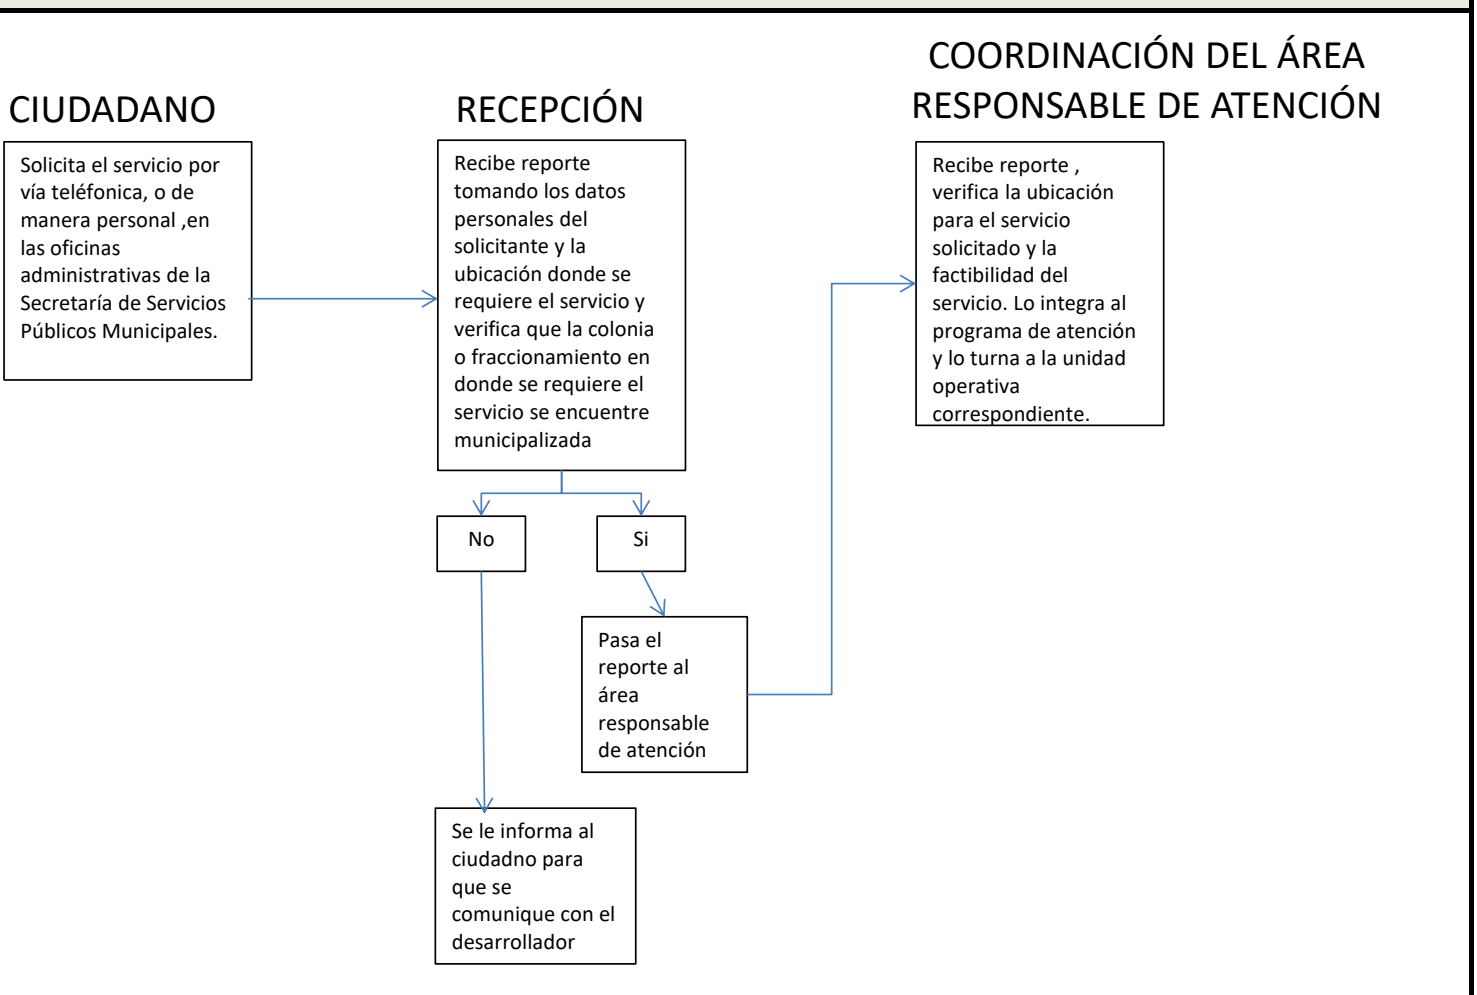 CIUDADANO
Solicita el servicio por
vía teléfonica, o de
manera personal ,en
las oficinas
administrativas de la
Secretaría de Servicios
Públicos Municipales.
RECEPCIÓN
Recibe reporte
tomando los datos
personales del
solicitante y la
ubicación donde se
requiere el servicio y
verifica que la colonia
o fraccionamiento en
donde se requiere el
servicio se encuentre
municipalizada
No
Si
Pasa el
reporte al
área
responsable
de atención
Se le informa al
ciudadno para
que se
comunique con el
desarrollador
COORDINACIÓN DEL ÁREA
RESPONSABLE DE ATENCIÓN
Recibe reporte ,
verifica la ubicación
para el servicio
solicitado y la
factibilidad del
servicio. Lo integra al
programa de atención
y lo turna a la unidad
operativa
correspondiente.